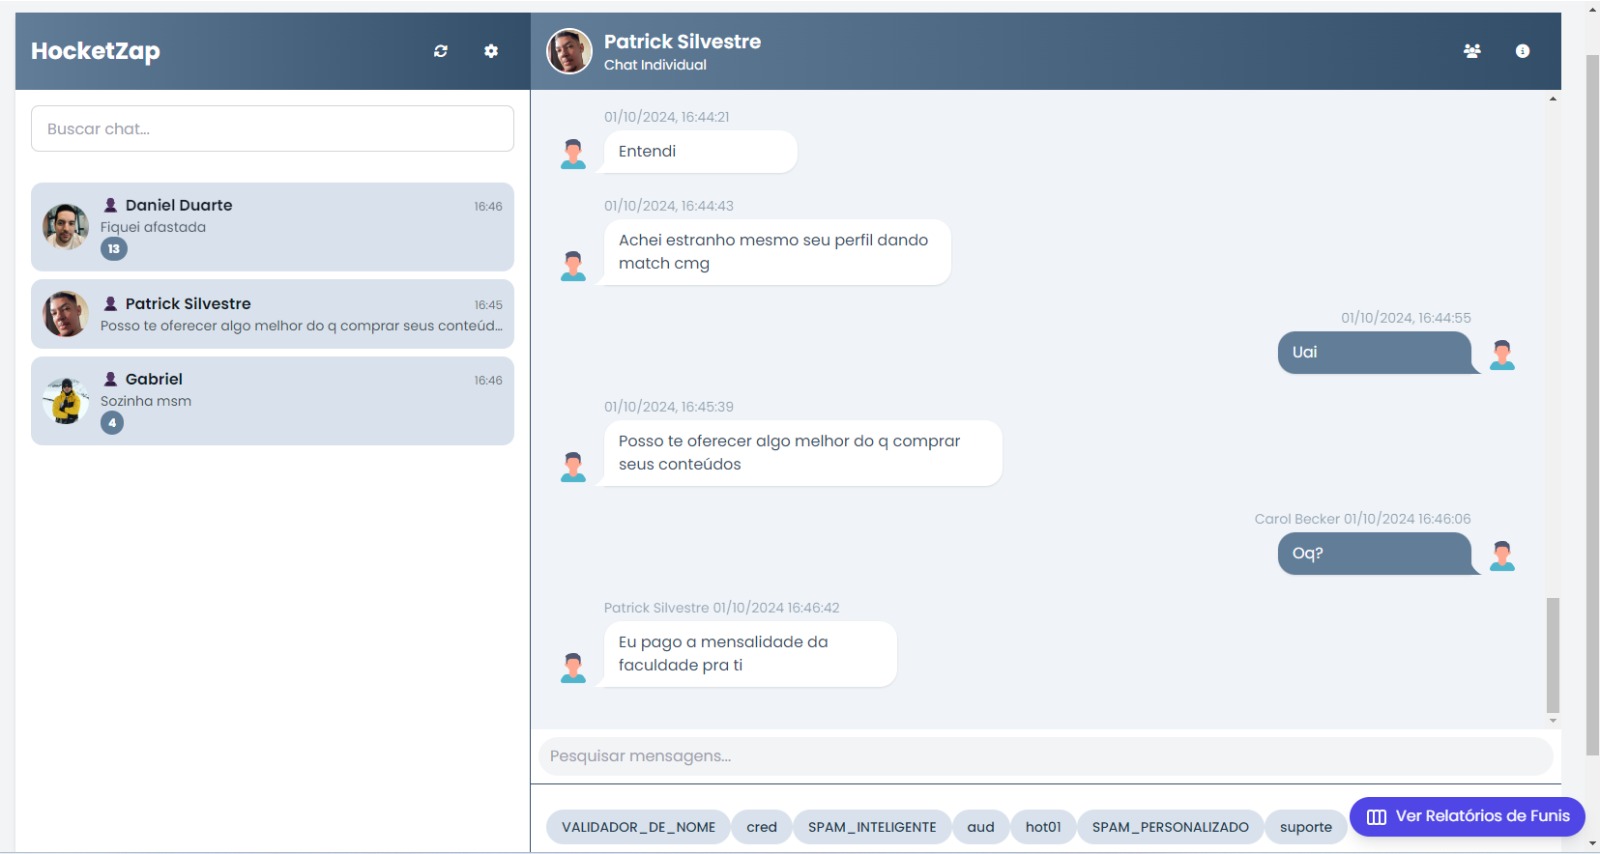 HocketZap
Buscar chat...
Daniel Duarte
16:46
Fiquei afastada
13
Patrick Silvestre
16:45
Posso te oferecer algo melhor do q comprar seus conteúd...
Gabriel
16:46
Sozinha msm
4
Patrick Silvestre
Chat Individual
01/10/2024, 16:44:21
Entendi
01/10/2024, 16:44:43
Achei estranho mesmo seu perfil dando
match cmg
01/10/2024, 16:44:55
Uai
01/10/2024, 16:45:39
Posso te oferecer algo melhor do q comprar
seus conteúdos
Carol Becker 01/10/2024 16:46:06
Oq?
Patrick Silvestre 01/10/2024 16:46:42
Eu pago a mensalidade da
faculdade pra ti
Pesquisar mensagens...
VALIDADOR_DE_NOME cred SPAM_INTELIGENTE aud hot01 SPAM_PERSONALIZADO suporte
Ver Relatórios de Funis